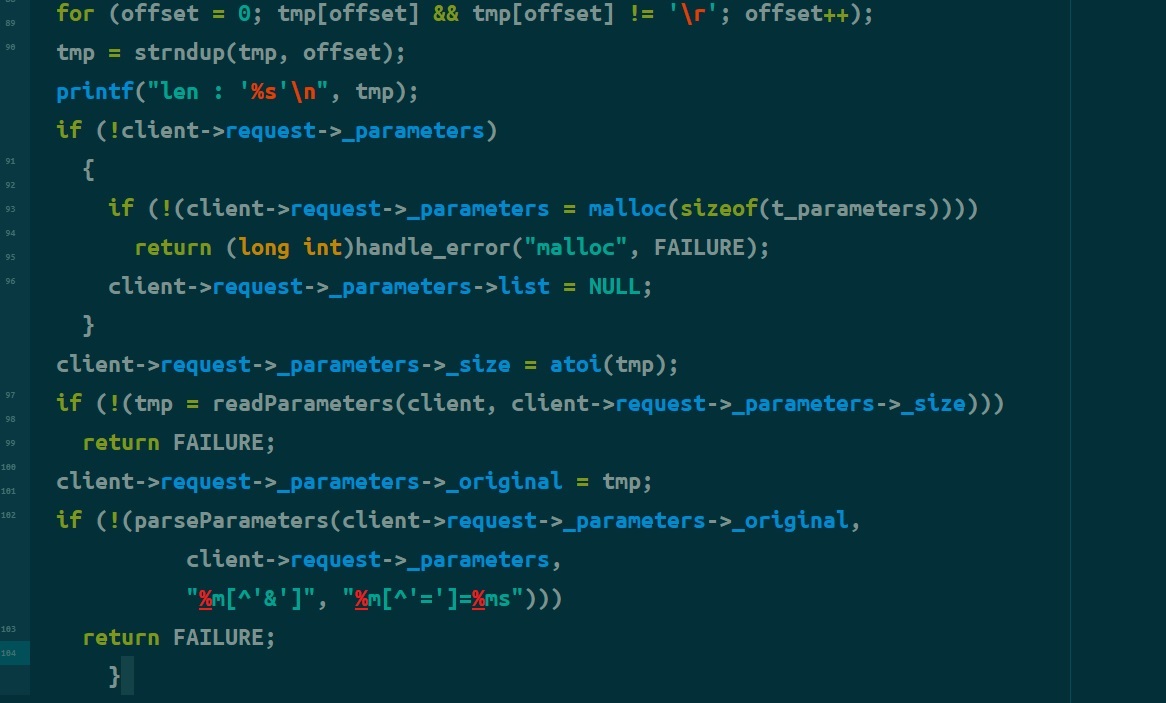 88
89 for (offset = 0; tmp[offset] && tmp[offset] != '\r'; offset++);
90 tmp = strndup(tmp, offset);
printf("len : '%s'\n", tmp);
if (!client->request->_parameters)
91 {
92
93 if (!(client->request->_parameters = malloc(sizeof(t_parameters))))
94 return (long int)handle_error("malloc", FAILURE);
95
96 client->request->_parameters->list = NULL;
}
client->request->_parameters->_size = atoi(tmp);
97 if (!(tmp = readParameters(client, client->request->_parameters->_size)))
98
99 return FAILURE;
100
101 client->request->_parameters->_original = tmp;
102 if (!(parseParameters(client->request->_parameters->_original,
client->request->_parameters,
"%m[^'&']", "%m[^'=']=%ms")))
103 return FAILURE;
104
}